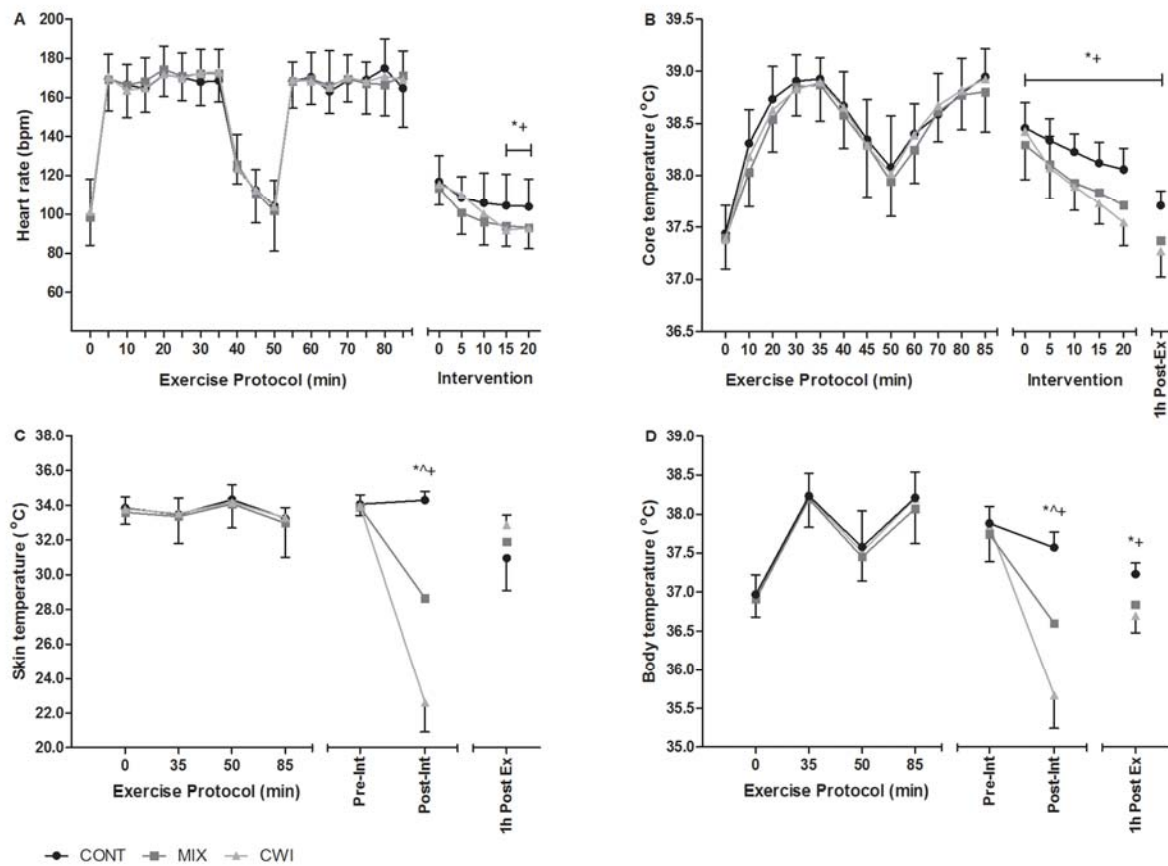 A
Heart rate (bpm)
200
180
160
140
120
100
80
60
*+
0 10 20 30 40 50 60 70 80 0 5 10 15 20
Exercise Protocol (min) Intervention
B
Core temperature (°C)
39.5
39.0
38.5
38.0
37.5
37.0
36.5
*+
0 10 20 30 35 40 45 50 60 70 80 85 0 5 10 15 20
Exercise Protocol (min) Intervention
1h Post-Ex
C
Skin temperature (°C)
38.0
36.0
34.0
32.0
30.0
28.0
26.0
24.0
22.0
20.0
*^+
0 35 50 85
Exercise Protocol (min)
Pre-Int
Post-Int
1h Post Ex
D
Body temperature (°C)
39.0
38.5
38.0
37.5
37.0
36.5
36.0
35.5
35.0
*^+
*+
0 35 50 85
Exercise Protocol (min)
Pre-Int
Post-Int
1h Post Ex
CONT MIX CWI